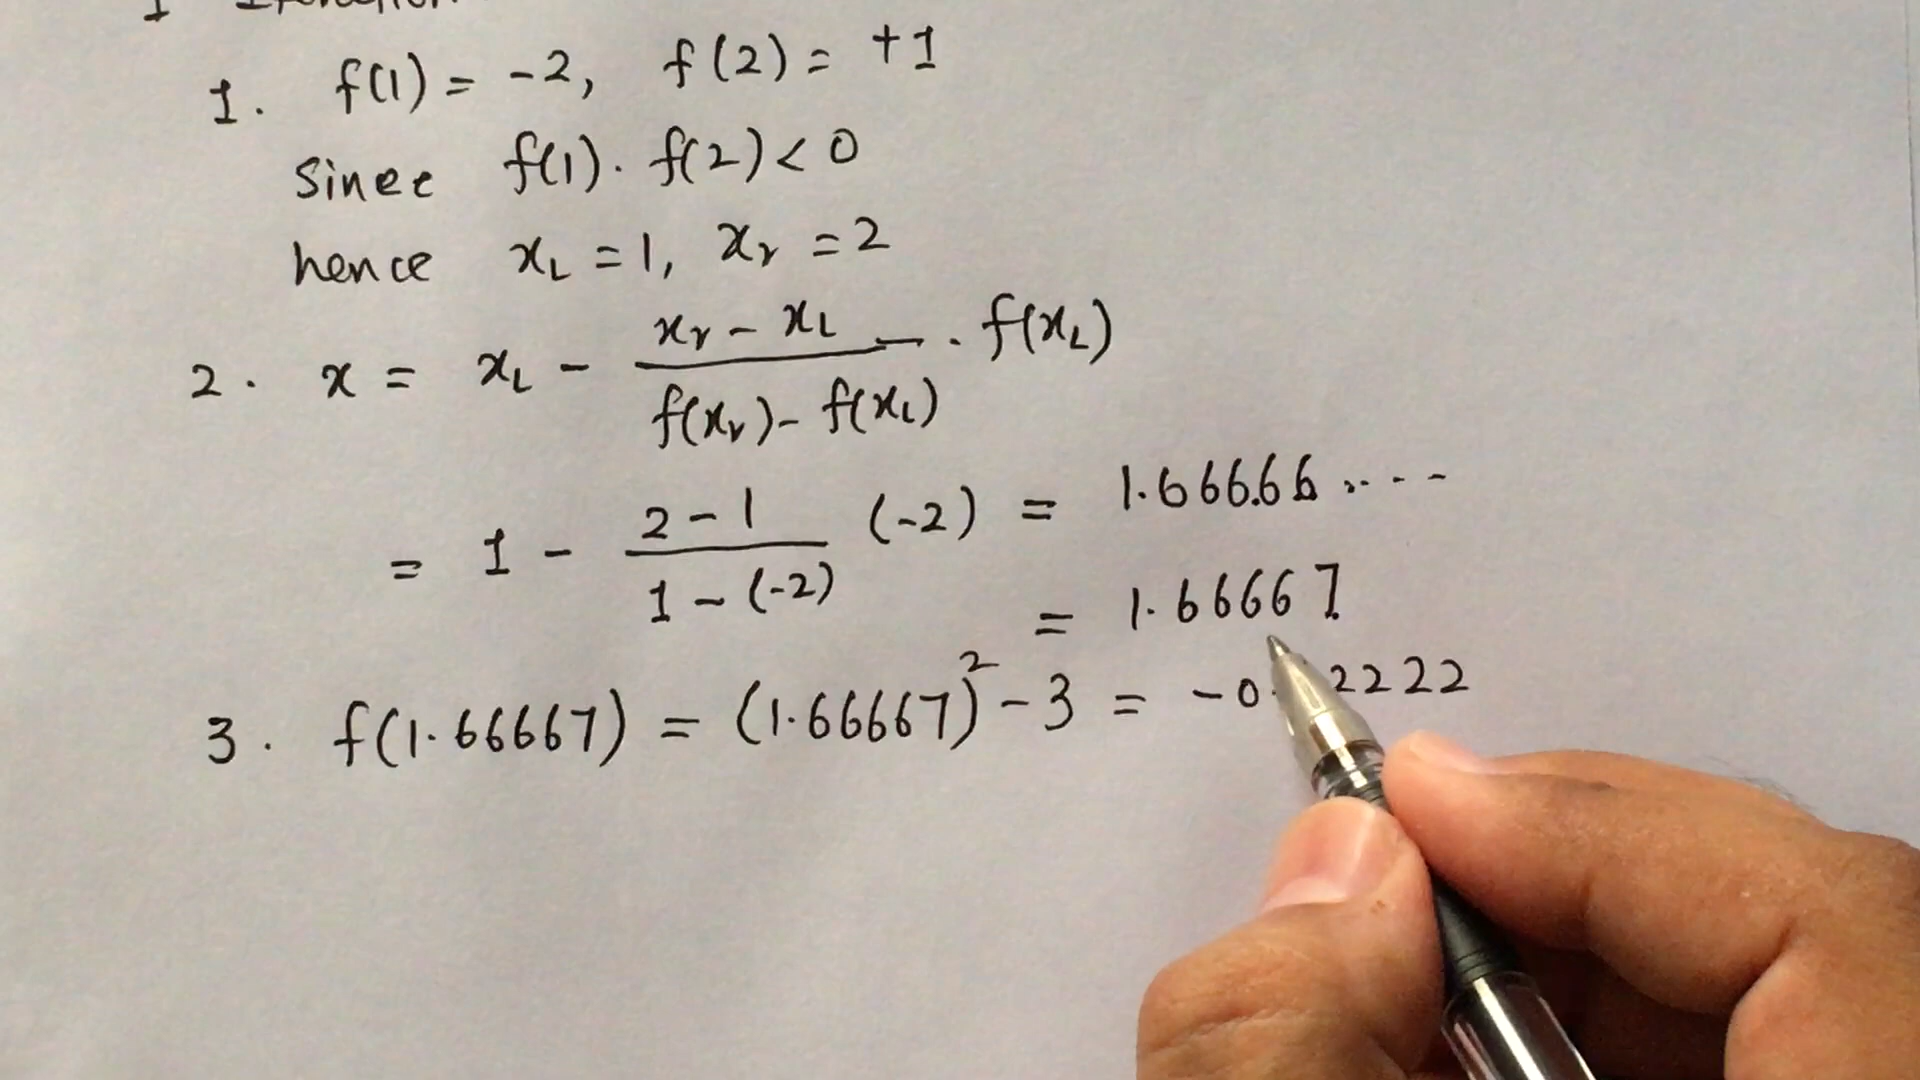 1. f(1) = -2, f(2) = +1
Since f(1). f(2) < 0
hence x_L = 1, x_r = 2
2. x = x_L - (x_r - x_L)/(f(x_r) - f(x_L)) . f(x_L)
= 1 - (2 - 1)/(1 - (-2)) (-2) = 1.66666.....
= 1.66667
3. f(1.66667) = (1.66667)² - 3 = -0. 2222